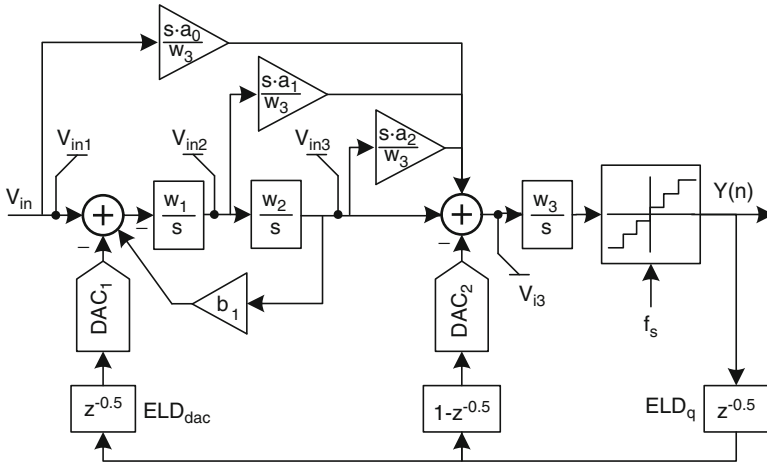 s·a₀
w₃
s·a₁
w₃
s·a₂
w₃
Vin1
Vin2
Vin3
Vin
+
−
w₁
s
w₂
s
+
w₃
s
Y(n)
−
−
DAC₁
b₁
DAC₂
Vi3
fs
z⁻⁰·⁵
ELDdac
1-z⁻⁰·⁵
ELDq
z⁻⁰·⁵